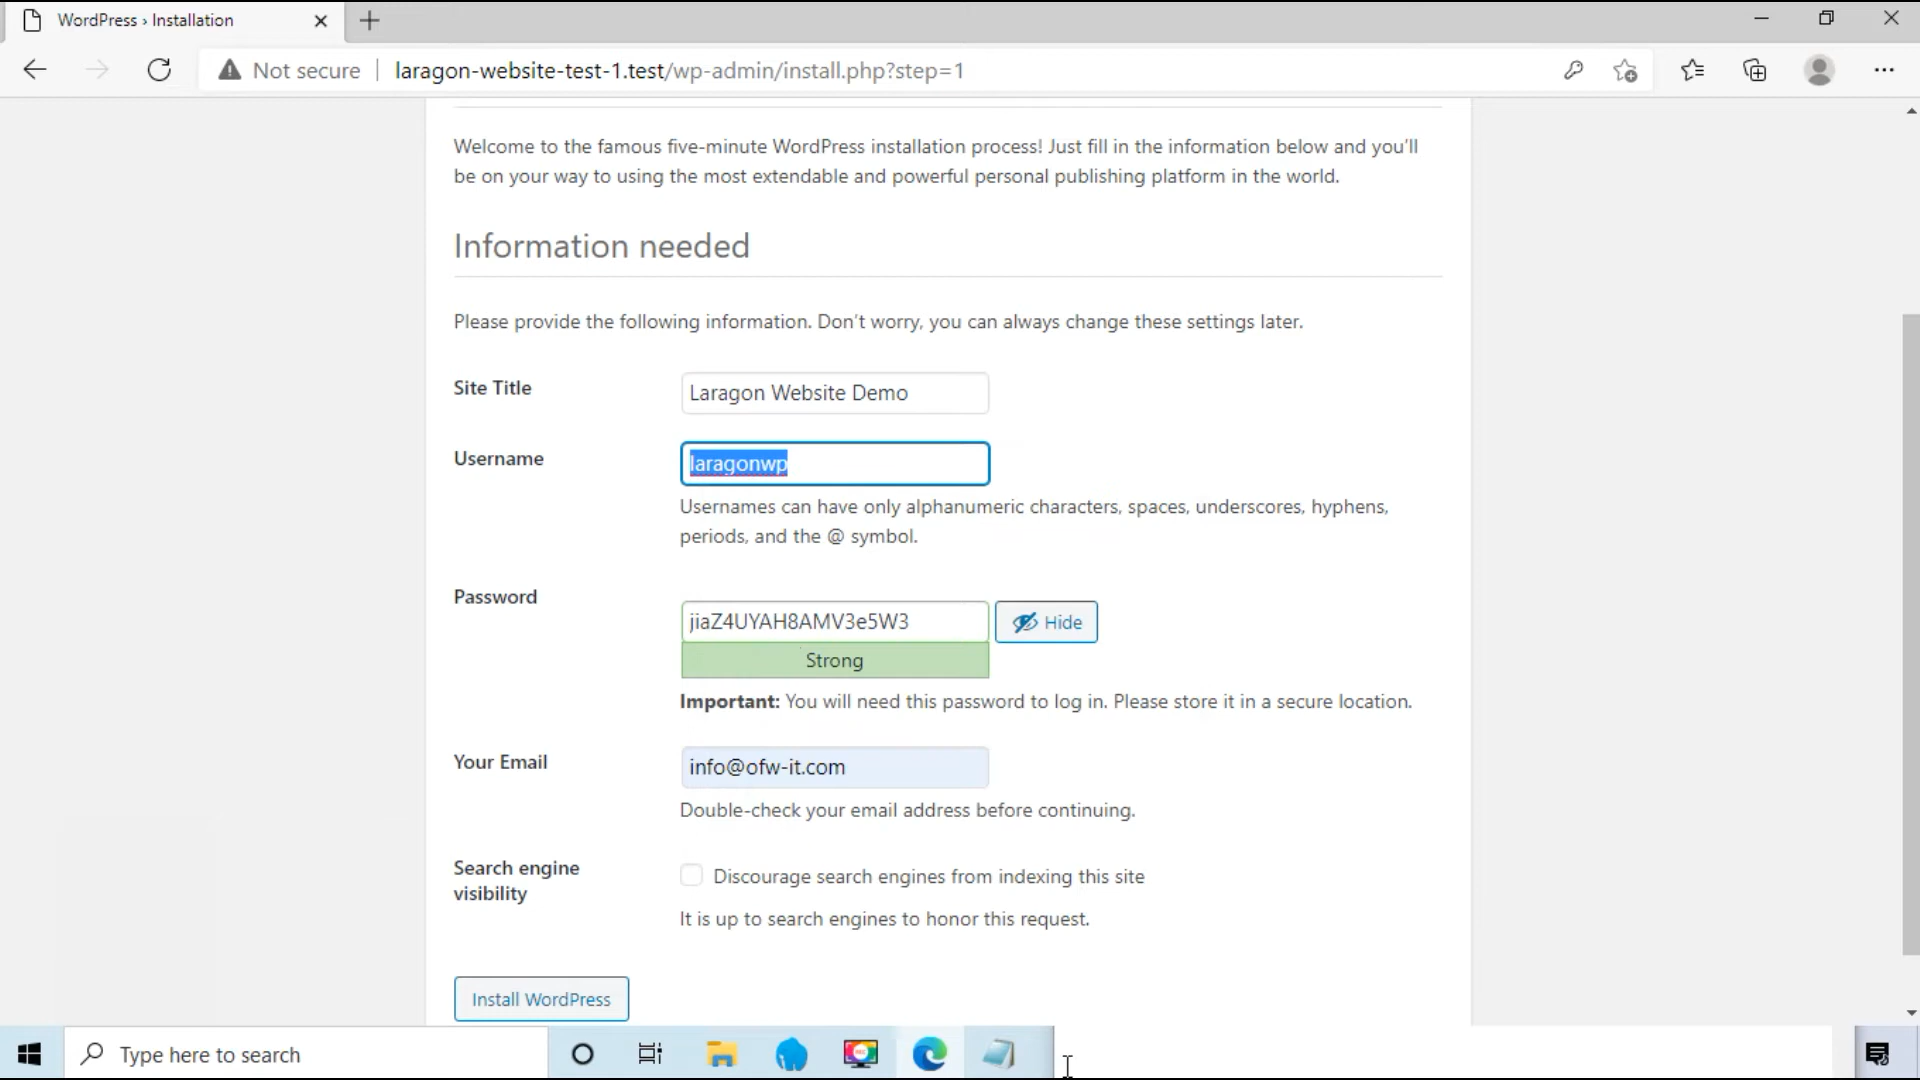 WordPress › Installation
Not secure
laragon-website-test-1.test/wp-admin/install.php?step=1
Welcome to the famous five-minute WordPress installation process! Just fill in the information below and you’ll
be on your way to using the most extendable and powerful personal publishing platform in the world.
Information needed
Please provide the following information. Don’t worry, you can always change these settings later.
Site Title
Laragon Website Demo
Username
laragonwp
Usernames can have only alphanumeric characters, spaces, underscores, hyphens,
periods, and the @ symbol.
Password
jiaZ4UYAH8AMV3e5W3
Hide
Strong
Important: You will need this password to log in. Please store it in a secure location.
Your Email
info@ofw-it.com
Double-check your email address before continuing.
Search engine
visibility
Discourage search engines from indexing this site
It is up to search engines to honor this request.
Install WordPress
Type here to search